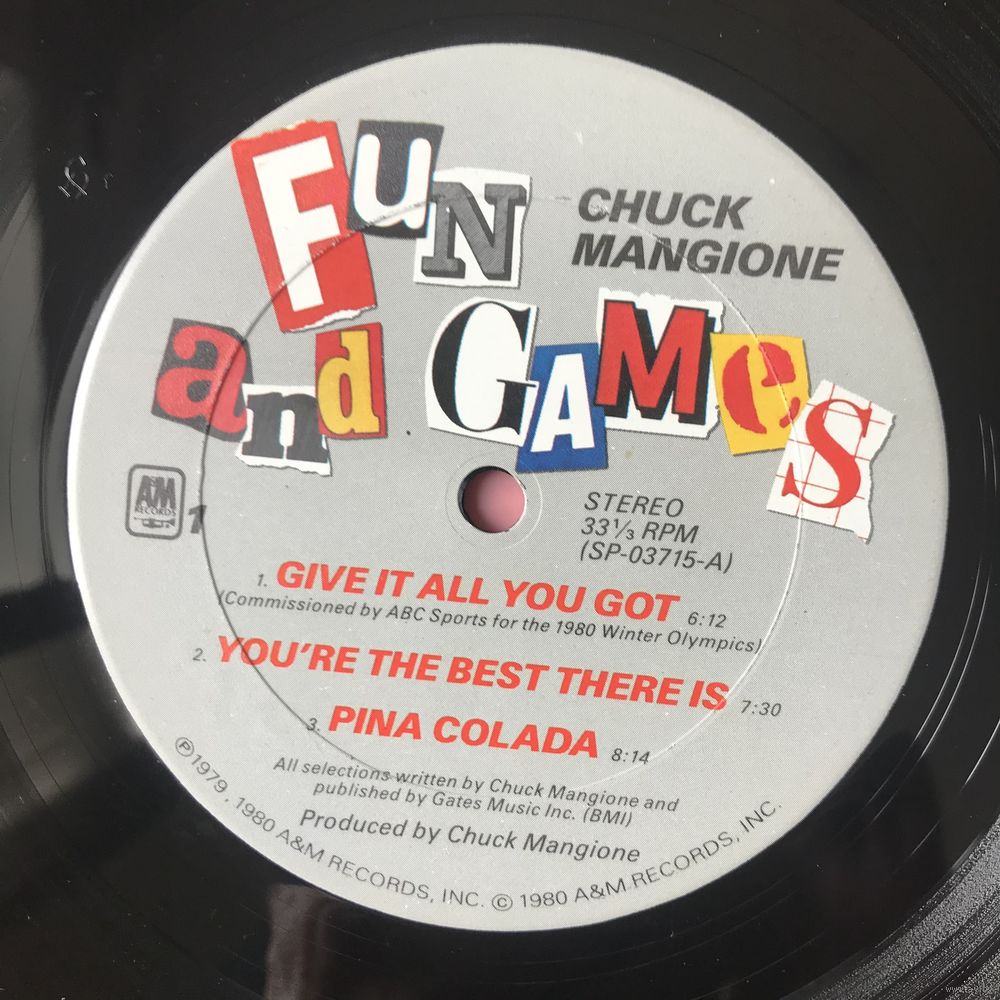 FuN
and GAMeS
CHUCK
MANGIONE
A&M
RECORDS
1
STEREO
33⅓ RPM
(SP-03715-A)
1. GIVE IT ALL YOU GOT 6:12
(Commissioned by ABC Sports for the 1980 Winter Olympics)
2. YOU'RE THE BEST THERE IS 7:30
3. PINA COLADA 8:14
All selections written by Chuck Mangione and
published by Gates Music Inc. (BMI)
Produced by Chuck Mangione
℗1979, 1980 A&M RECORDS, INC. © 1980 A&M RECORDS, INC.